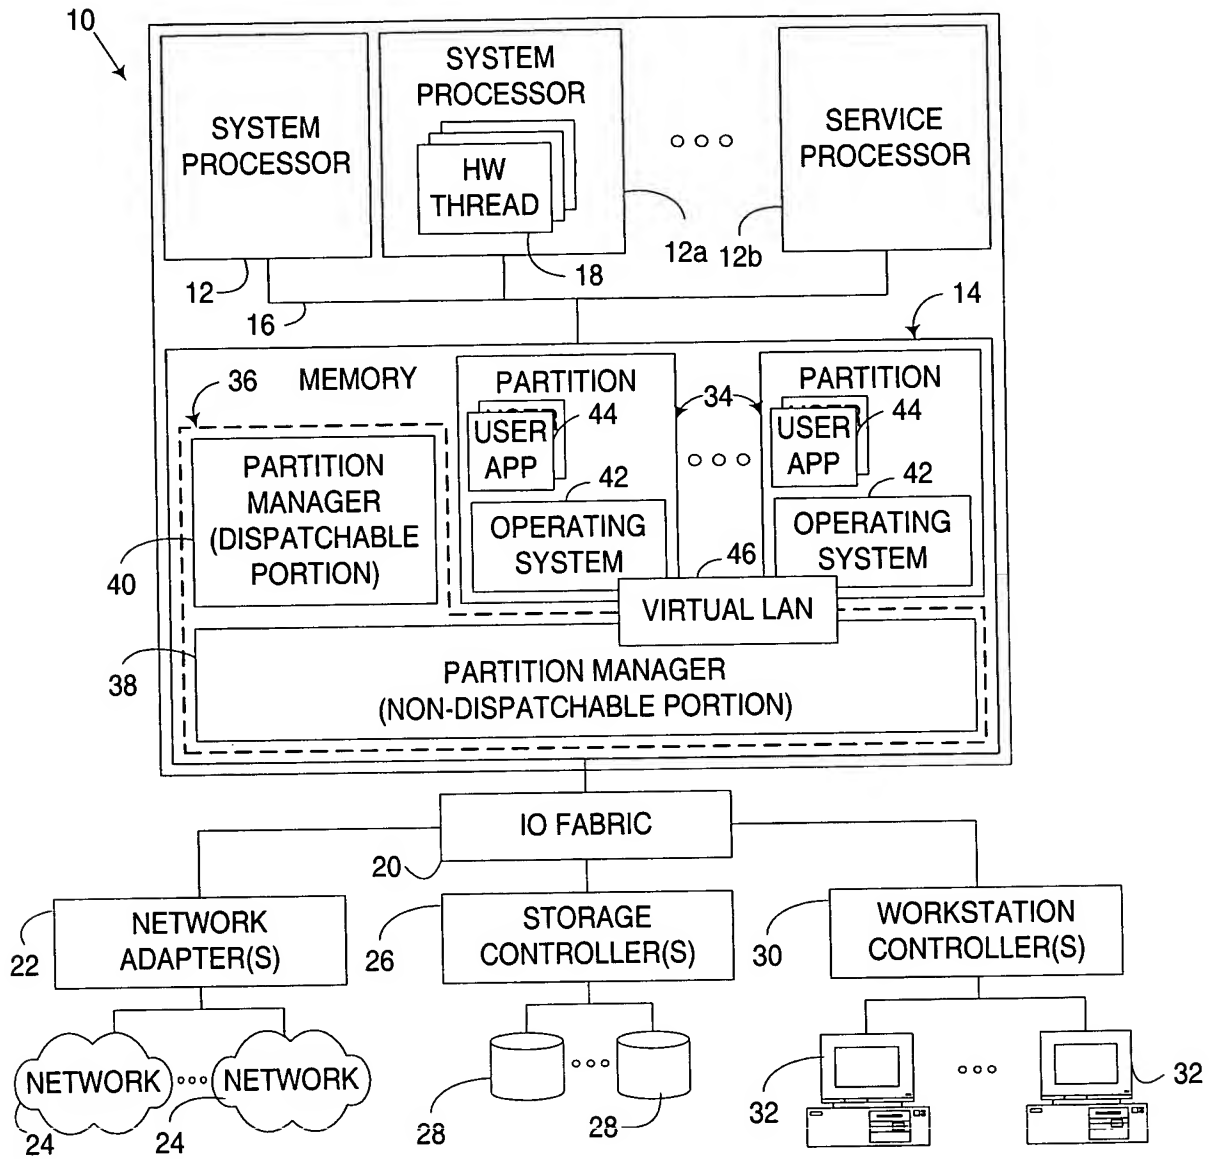 10
SYSTEM
PROCESSOR
SYSTEM
PROCESSOR
HW
THREAD
SERVICE
PROCESSOR
12
18
12a
12b
16
14
36
MEMORY
PARTITION
34
PARTITION
USER
44
USER
44
USER
APP
USER
APP
PARTITION
MANAGER
(DISPATCHABLE
PORTION)
42
42
OPERATING
SYSTEM
OPERATING
SYSTEM
46
40
VIRTUAL LAN
38
PARTITION MANAGER
(NON-DISPATCHABLE PORTION)
IO FABRIC
20
22
NETWORK
ADAPTER(S)
26
STORAGE
CONTROLLER(S)
30
WORKSTATION
CONTROLLER(S)
NETWORK
NETWORK
24
24
28
28
32
32